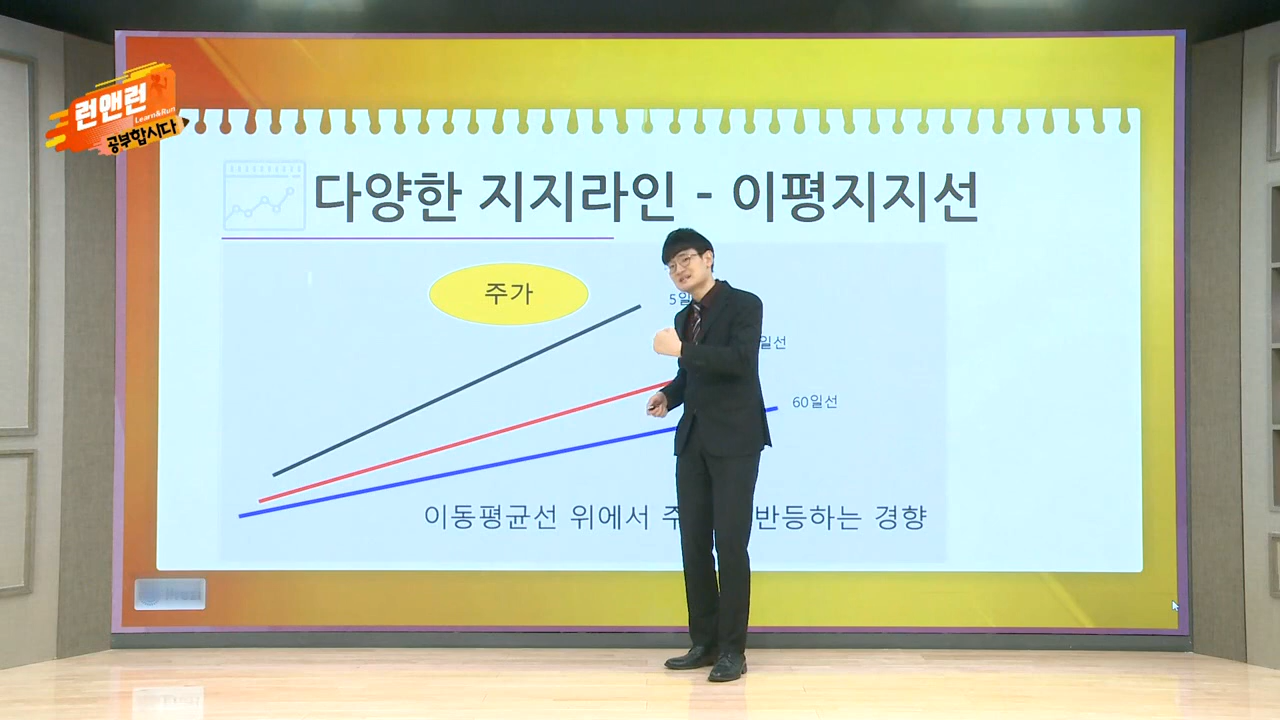 런앤런
Learn&Run
공부합시다
다양한 지지라인 - 이평지지선
주가
5일
일선
60일선
이동평균선 위에서 주 반등하는 경향